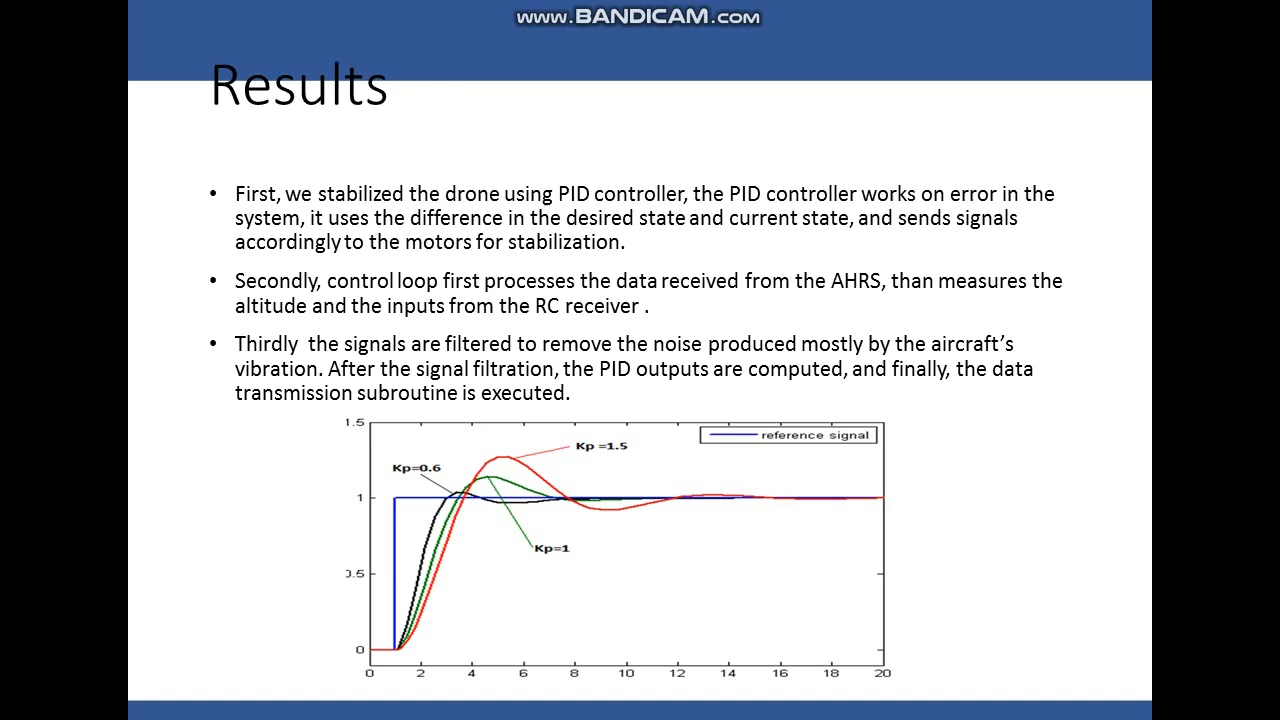 www.BANDICAM.com
Results
• First, we stabilized the drone using PID controller, the PID controller works on error in the
system, it uses the difference in the desired state and current state, and sends signals
accordingly to the motors for stabilization.
• Secondly, control loop first processes the data received from the AHRS, than measures the
altitude and the inputs from the RC receiver .
• Thirdly  the signals are filtered to remove the noise produced mostly by the aircraft’s
vibration. After the signal filtration, the PID outputs are computed, and finally, the data
transmission subroutine is executed.
1.5
reference signal
Kp =1.5
Kp=0.6
1
Kp=1
0.5
0
0 2 4 6 8 10 12 14 16 18 20